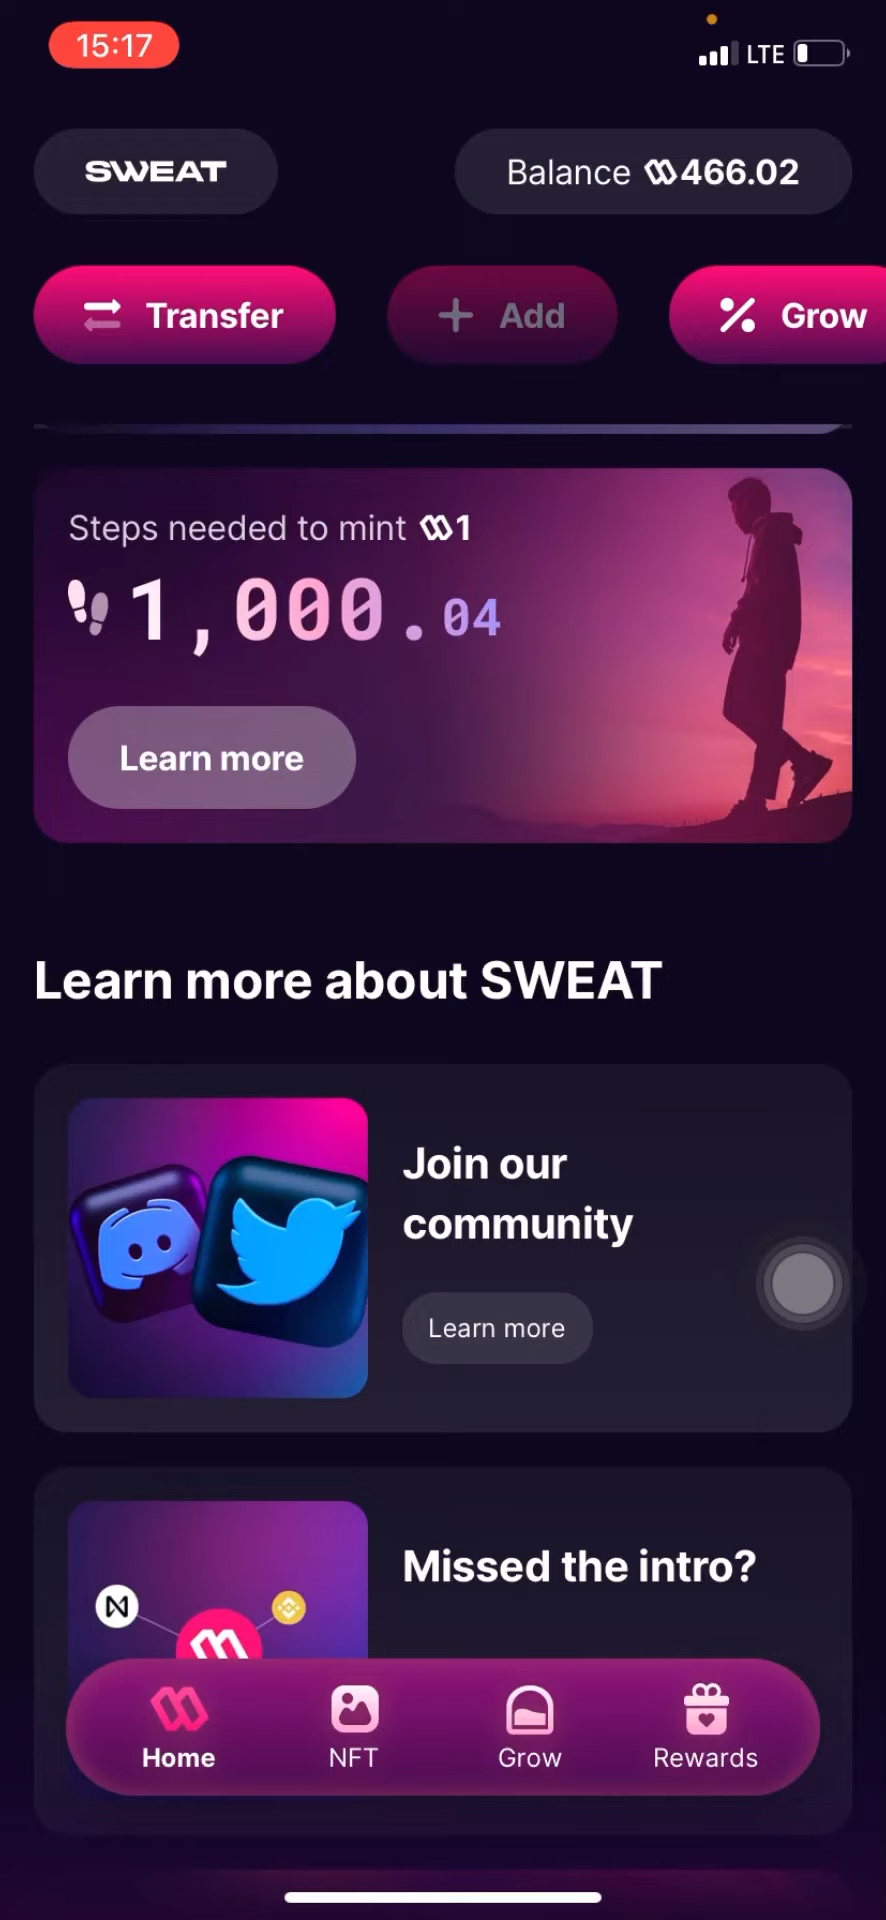 15:17
LTE
SWEAT
Balance 466.02
Transfer
Add
Grow
Steps needed to mint 1
1,000.04
Learn more
Learn more about SWEAT
Join our
community
Learn more
Missed the intro?
Home
NFT
Grow
Rewards